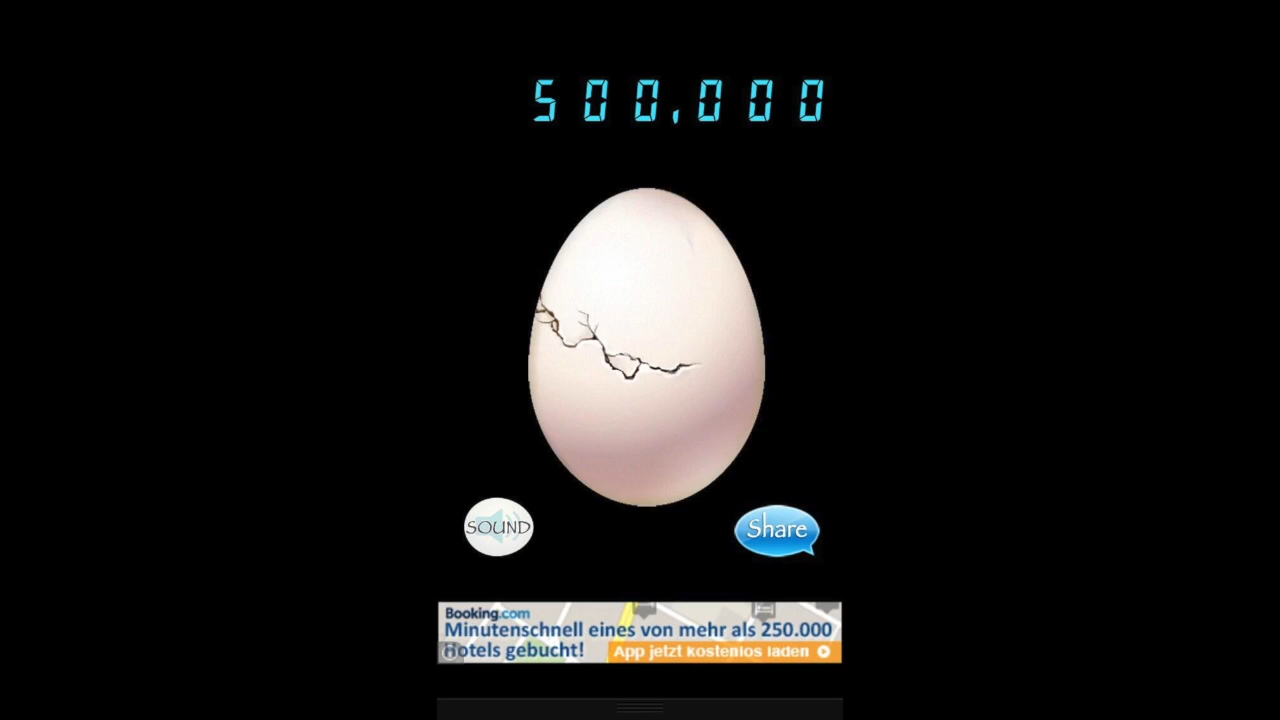 500,000
SOUND
Share
Booking.com
Minutenschnell eines von mehr als 250.000
Hotels gebucht!
App jetzt kostenlos laden